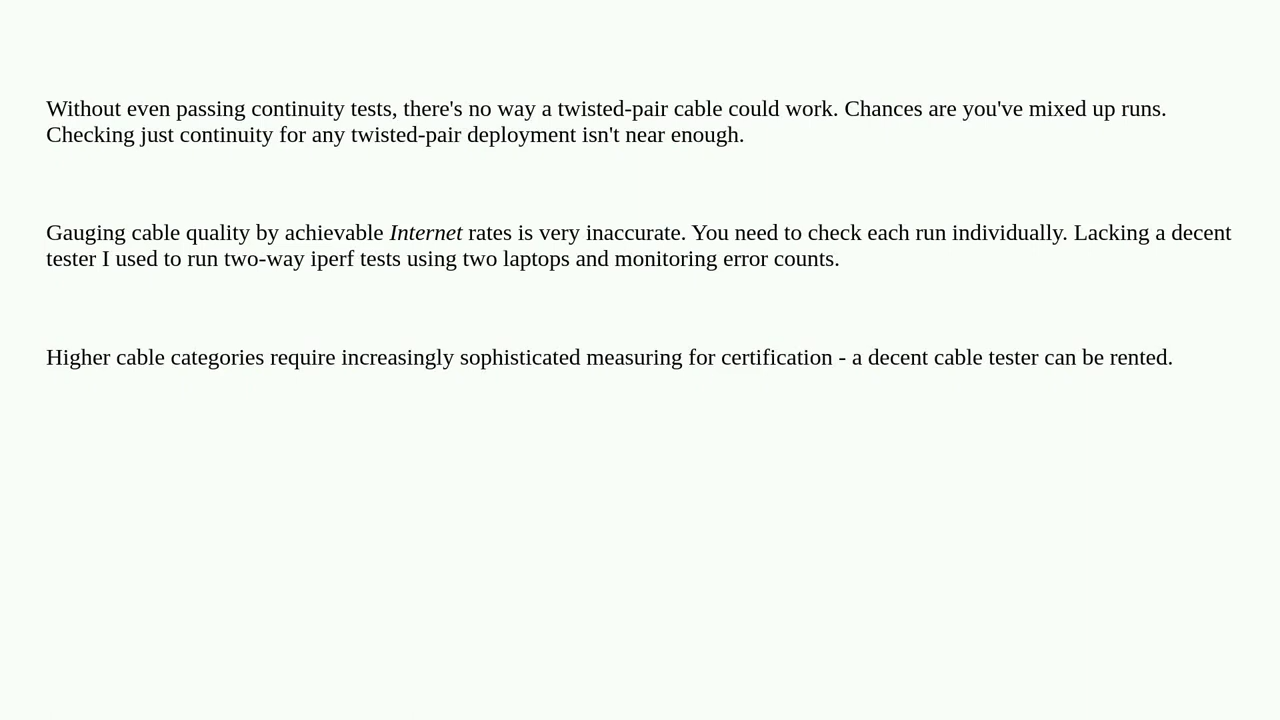 Without even passing continuity tests, there's no way a twisted-pair cable could work. Chances are you've mixed up runs.
Checking just continuity for any twisted-pair deployment isn't near enough.
Gauging cable quality by achievable Internet rates is very inaccurate. You need to check each run individually. Lacking a decent
tester I used to run two-way iperf tests using two laptops and monitoring error counts.
Higher cable categories require increasingly sophisticated measuring for certification - a decent cable tester can be rented.